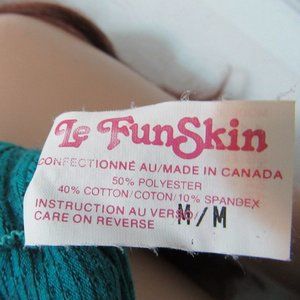 Le FunSkin
CONFECTIONNÉ AU/MADE IN CANADA
50% POLYESTER
40% COTTON/COTON/10% SPANDEX
INSTRUCTION AU VERSO/
CARE ON REVERSE
M/M